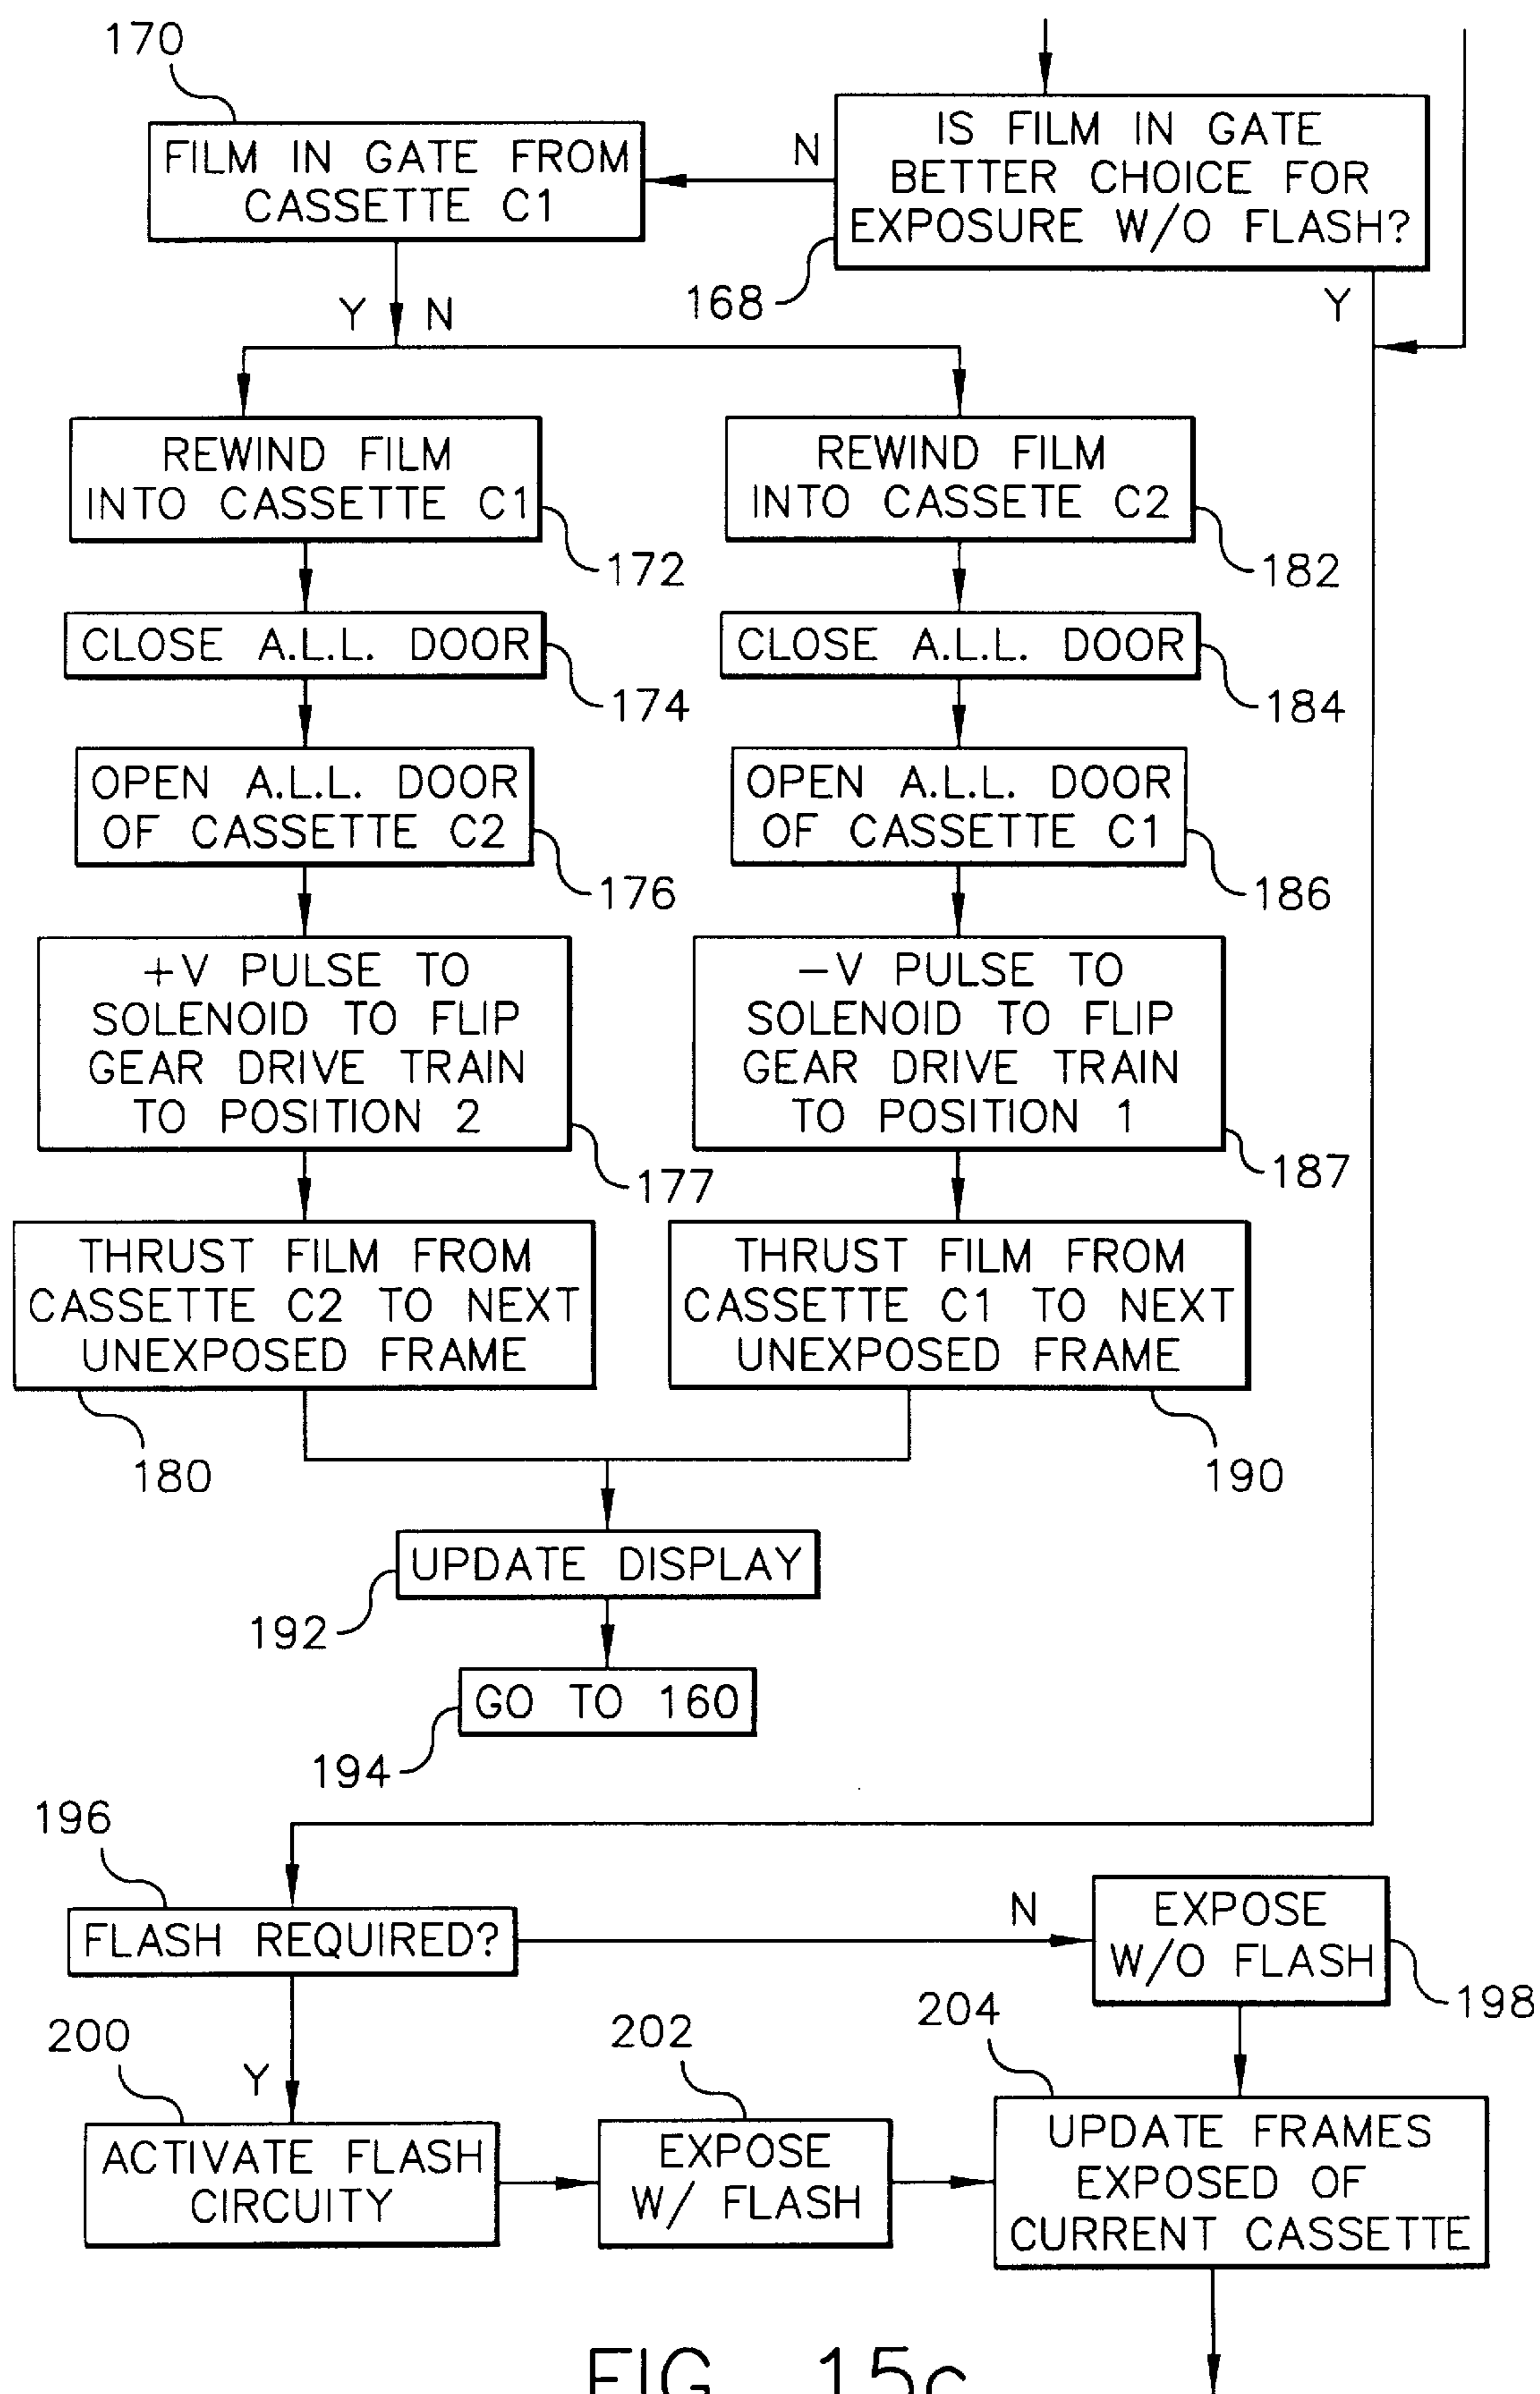 170
FILM IN GATE FROM
CASSETTE C1
N
IS FILM IN GATE
BETTER CHOICE FOR
EXPOSURE W/O FLASH?
168
Y
Y N
REWIND FILM
INTO CASSETTE C1
172
REWIND FILM
INTO CASSETE C2
182
CLOSE A.L.L. DOOR
174
CLOSE A.L.L. DOOR
184
OPEN A.L.L. DOOR
OF CASSETTE C2
176
OPEN A.L.L. DOOR
OF CASSETTE C1
186
+V PULSE TO
SOLENOID TO FLIP
GEAR DRIVE TRAIN
TO POSITION 2
177
-V PULSE TO
SOLENOID TO FLIP
GEAR DRIVE TRAIN
TO POSITION 1
187
THRUST FILM FROM
CASSETTE C2 TO NEXT
UNEXPOSED FRAME
180
THRUST FILM FROM
CASSETTE C1 TO NEXT
UNEXPOSED FRAME
190
UPDATE DISPLAY
192
GO TO 160
194
196
FLASH REQUIRED?
N
EXPOSE
W/O FLASH
198
Y
200
ACTIVATE FLASH
CIRCUITY
202
EXPOSE
W/ FLASH
204
UPDATE FRAMES
EXPOSED OF
CURRENT CASSETTE
FIG. 15c